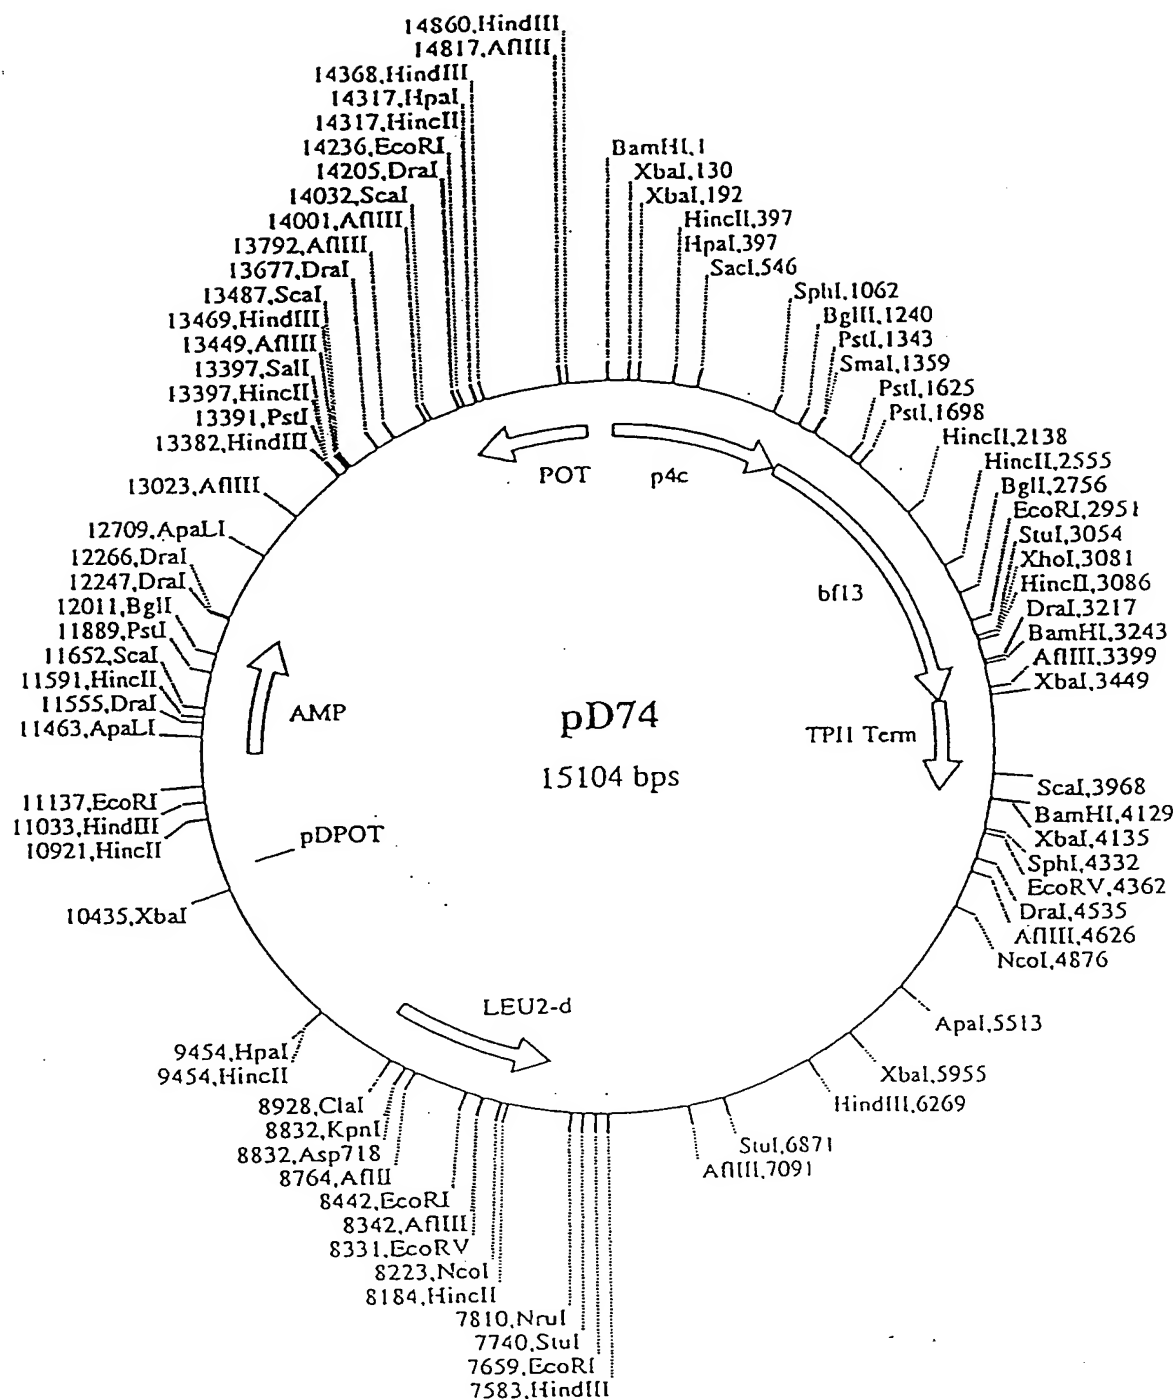 14860,HindIII
14817,AflIII
14368,HindIII
14317,HpaI
14317,HincII
14236,EcoRI
14205,DraI
14032,ScaI
14001,AflIII
13792,AflIII
13677,DraI
13487,ScaI
13469,HindIII
13449,AflIII
13397,SalI
13397,HincII
13391,PstI
13382,HindIII
13023,AflIII
12709,ApaLI
12266,DraI
12247,DraI
12011,BglI
11889,PstI
11652,ScaI
11591,HincII
11555,DraI
11463,ApaLI
11137,EcoRI
11033,HindIII
10921,HincII
10435,XbaI
9454,HpaI
9454,HincII
8928,ClaI
8832,KpnI
8832,Asp718
8764,AflII
8442,EcoRI
8342,AflIII
8331,EcoRV
8223,NcoI
8184,HincII
7810,NruI
7740,StuI
7659,EcoRI
7583,HindIII
BamHI,1
XbaI,130
XbaI,192
HincII,397
HpaI,397
SacI,546
SphI,1062
BglII,1240
PstI,1343
SmaI,1359
PstI,1625
PstI,1698
HincII,2138
HincII,2555
BglI,2756
EcoRI,2951
StuI,3054
XhoI,3081
HincII,3086
DraI,3217
BamHI,3243
AflIII,3399
XbaI,3449
ScaI,3968
BamHI,4129
XbaI,4135
SphI,4332
EcoRV,4362
DraI,4535
AflIII,4626
NcoI,4876
ApaI,5513
XbaI,5955
HindIII,6269
StuI,6871
AflIII,7091
POT
p4c
bf13
AMP
pD74
15104 bps
TPI1 Term
pDPOT
LEU2-d